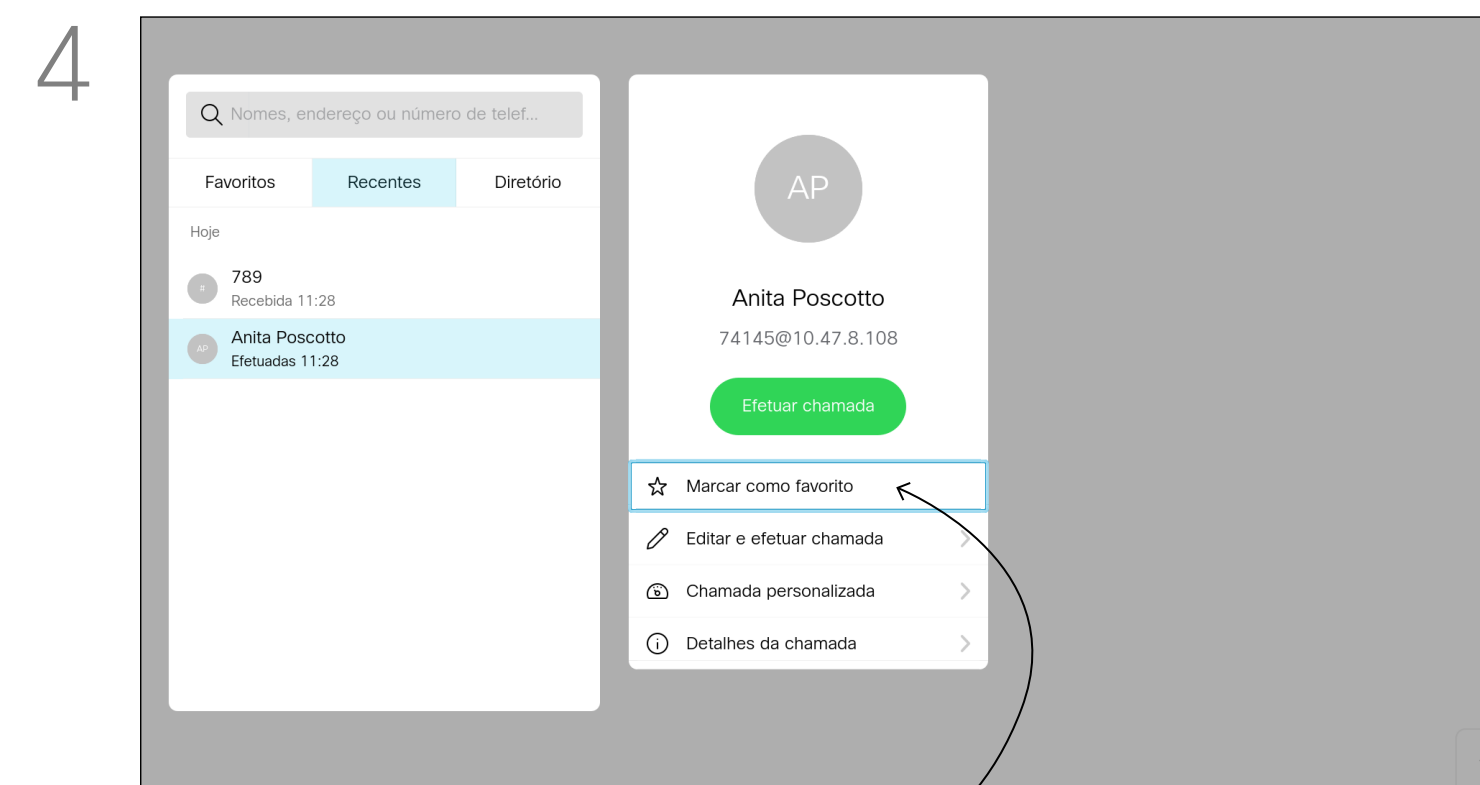 4
Nomes, endereço ou número de telef...
Favoritos Recentes Diretório
Hoje
789
Recebida 11:28
AP
Anita Poscotto
Efetuadas 11:28
AP
Anita Poscotto
74145@10.47.8.108
Efetuar chamada
Marcar como favorito
Editar e efetuar chamada
Chamada personalizada
Detalhes da chamada